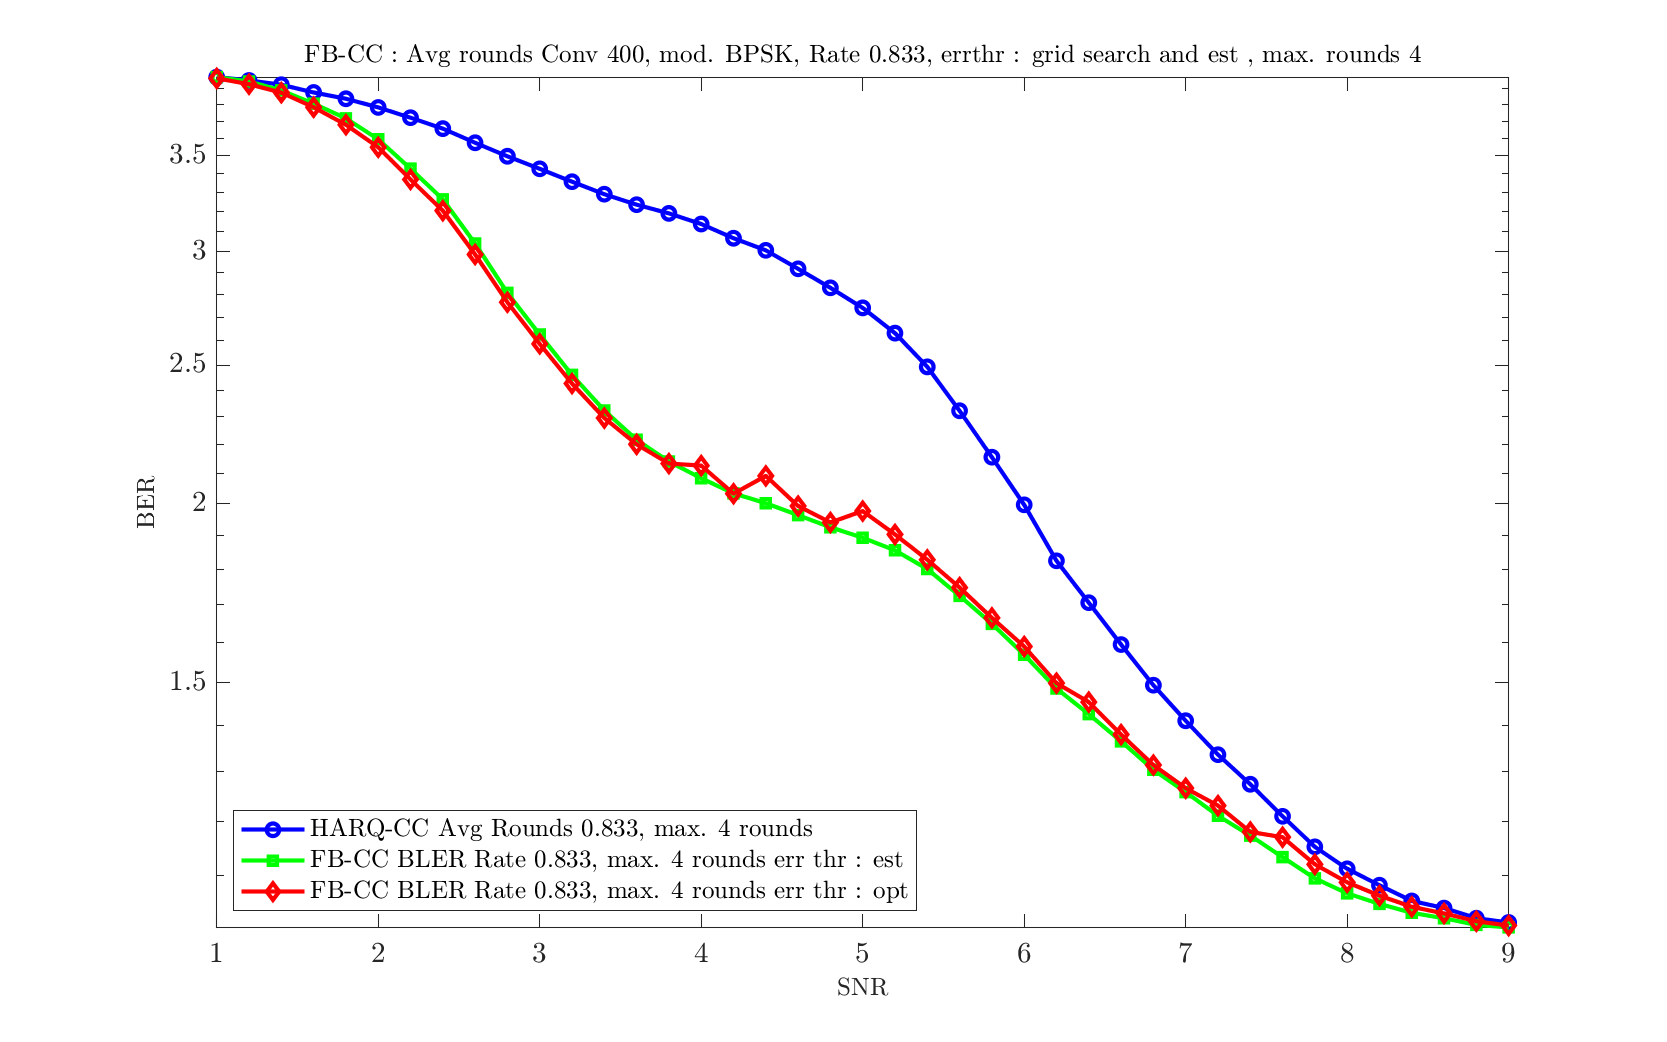 FB-CC : Avg rounds Conv 400, mod. BPSK, Rate 0.833, errthr : grid search and est , max. rounds 4
3.5
3
2.5
2
1.5
BER
HARQ-CC Avg Rounds 0.833, max. 4 rounds
FB-CC BLER Rate 0.833, max. 4 rounds err thr : est
FB-CC BLER Rate 0.833, max. 4 rounds err thr : opt
1 2 3 4 5 6 7 8 9
SNR